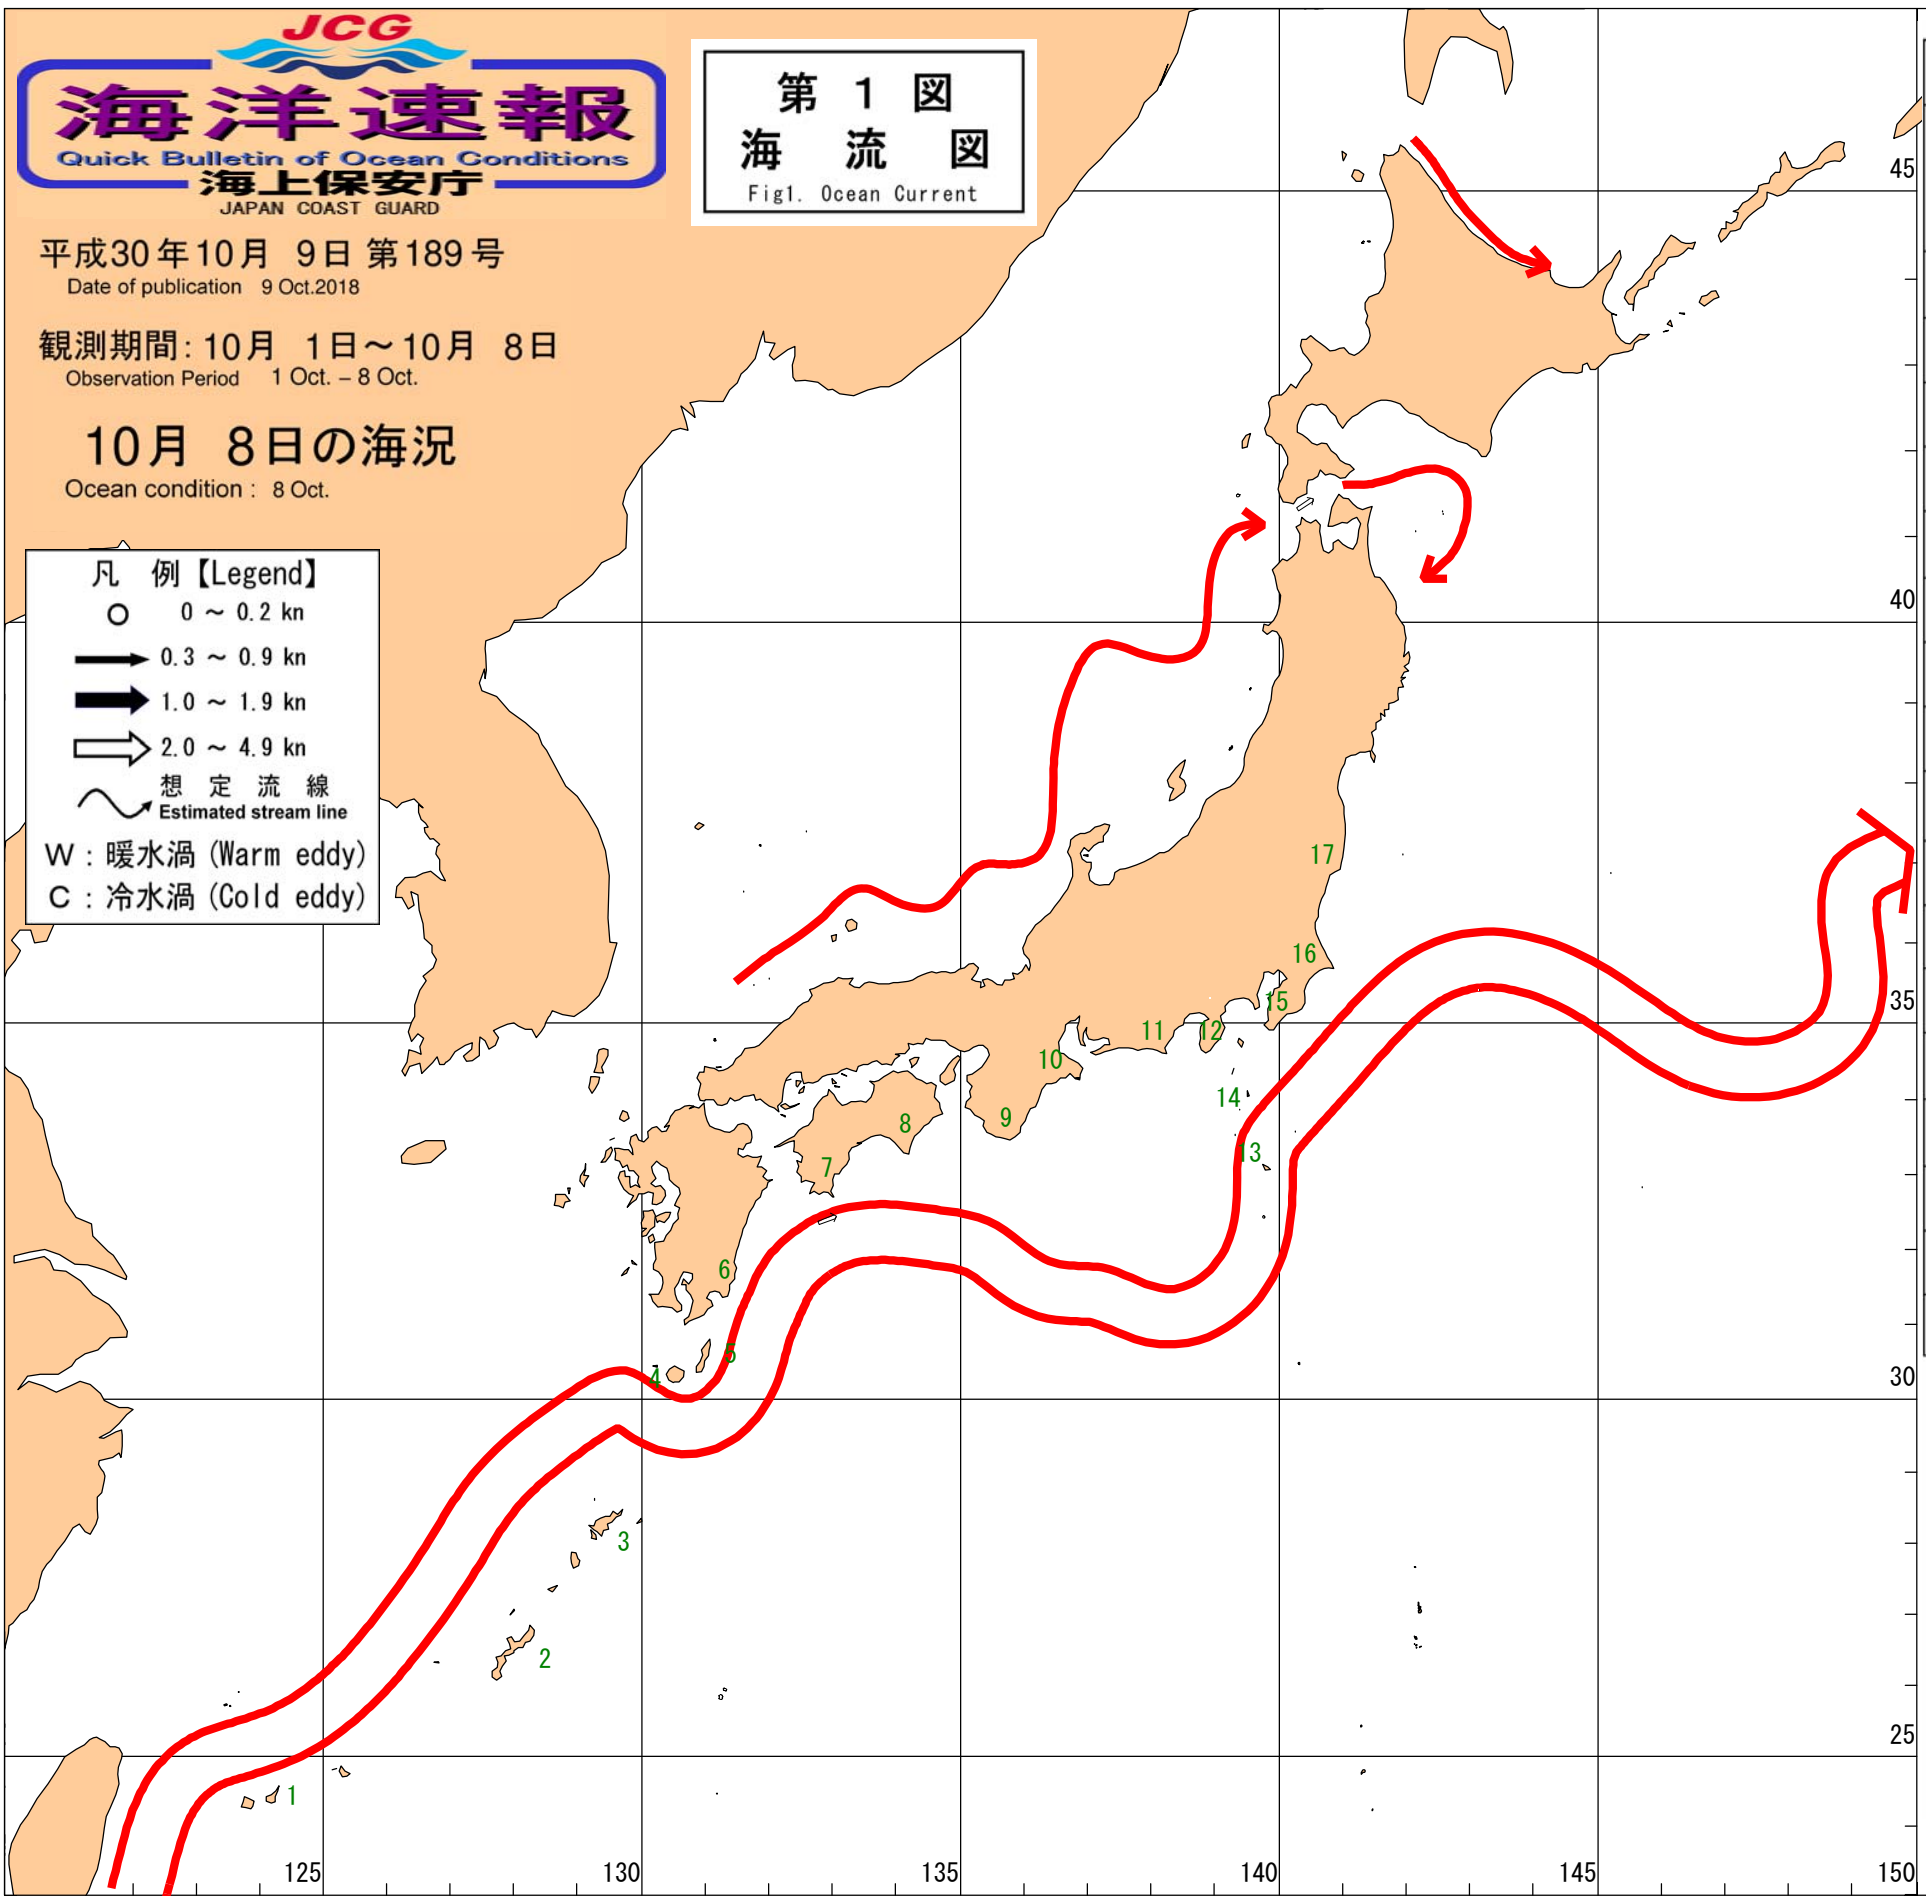 JCG
海洋速報
Quick Bulletin of Ocean Conditions
海上保安庁
JAPAN COAST GUARD
第 1 図
海 流 図
Fig1. Ocean Current
平成30年10月 9日 第189号
Date of publication 9 Oct.2018
観測期間:10月 1日～10月 8日
Observation Period 1 Oct. – 8 Oct.
10月 8日の海況
Ocean condition : 8 Oct.
凡 例【Legend】
0 ～ 0.2 kn
0.3 ～ 0.9 kn
1.0 ～ 1.9 kn
2.0 ～ 4.9 kn
想 定 流 線
Estimated stream line
W : 暖水渦 (Warm eddy)
C : 冷水渦 (Cold eddy)
45
40
17
16
35
15
11
12
10
14
9
8
13
7
6
5
4
30
3
2
25
1
125
130
135
140
145
150